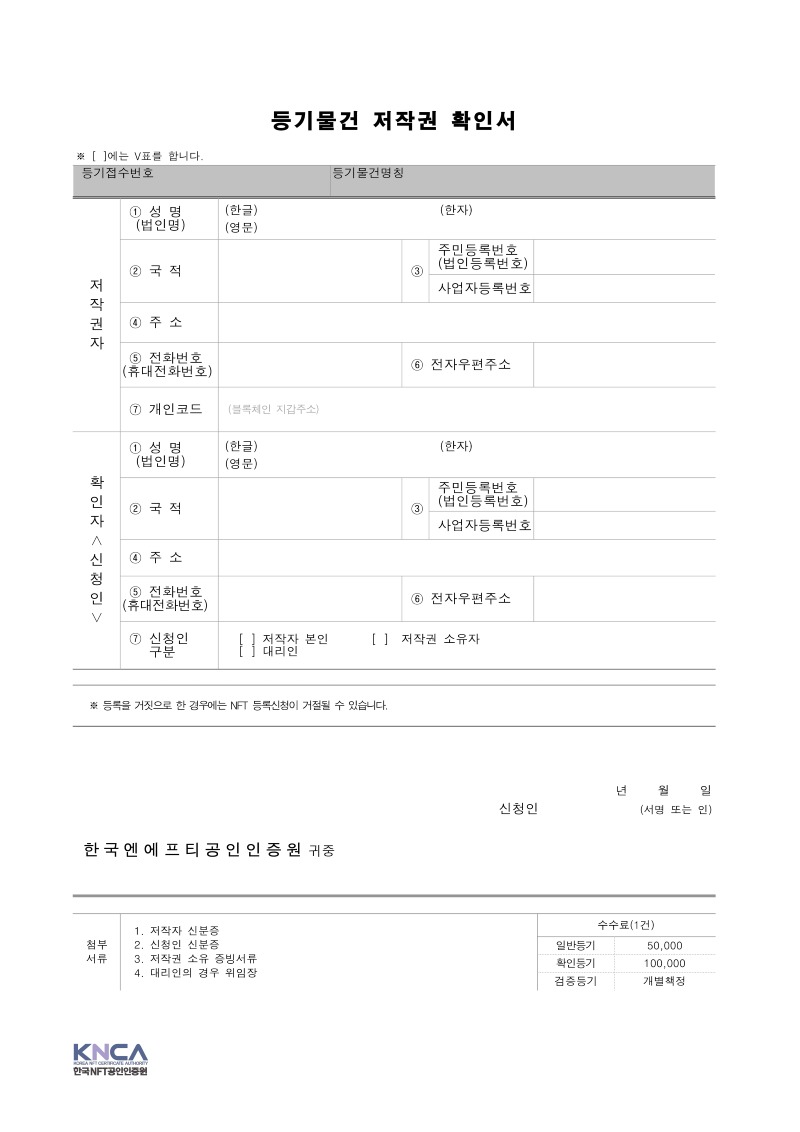 등기물건 저작권 확인서
※ [ ]에는 V표를 합니다.
등기접수번호 등기물건명칭
저작권자
① 성 명 (한글) (한자)
(법인명) (영문)
② 국 적 ③ 주민등록번호
(법인등록번호)
사업자등록번호
④ 주 소
⑤ 전화번호 ⑥ 전자우편주소
(휴대전화번호)
⑦ 개인코드 (블록체인 지갑주소)
확인자<신청인>
① 성 명 (한글) (한자)
(법인명) (영문)
② 국 적 ③ 주민등록번호
(법인등록번호)
사업자등록번호
④ 주 소
⑤ 전화번호 ⑥ 전자우편주소
(휴대전화번호)
⑦ 신청인 [ ] 저작자 본인 [ ] 저작권 소유자
구분 [ ] 대리인
※ 등록을 거짓으로 한 경우에는 NFT 등록신청이 거절될 수 있습니다.
년 월 일
신청인 (서명 또는 인)
한국엔에프티공인인증원 귀중
첨부
서류
1. 저작자 신분증
2. 신청인 신분증
3. 저작권 소유 증빙서류
4. 대리인의 경우 위임장
수수료(1건)
일반등기 50,000
확인등기 100,000
검증등기 개별책정
KNCA
KOREA NFT CERTIFICATE AUTHORITY
한국NFT공인인증원